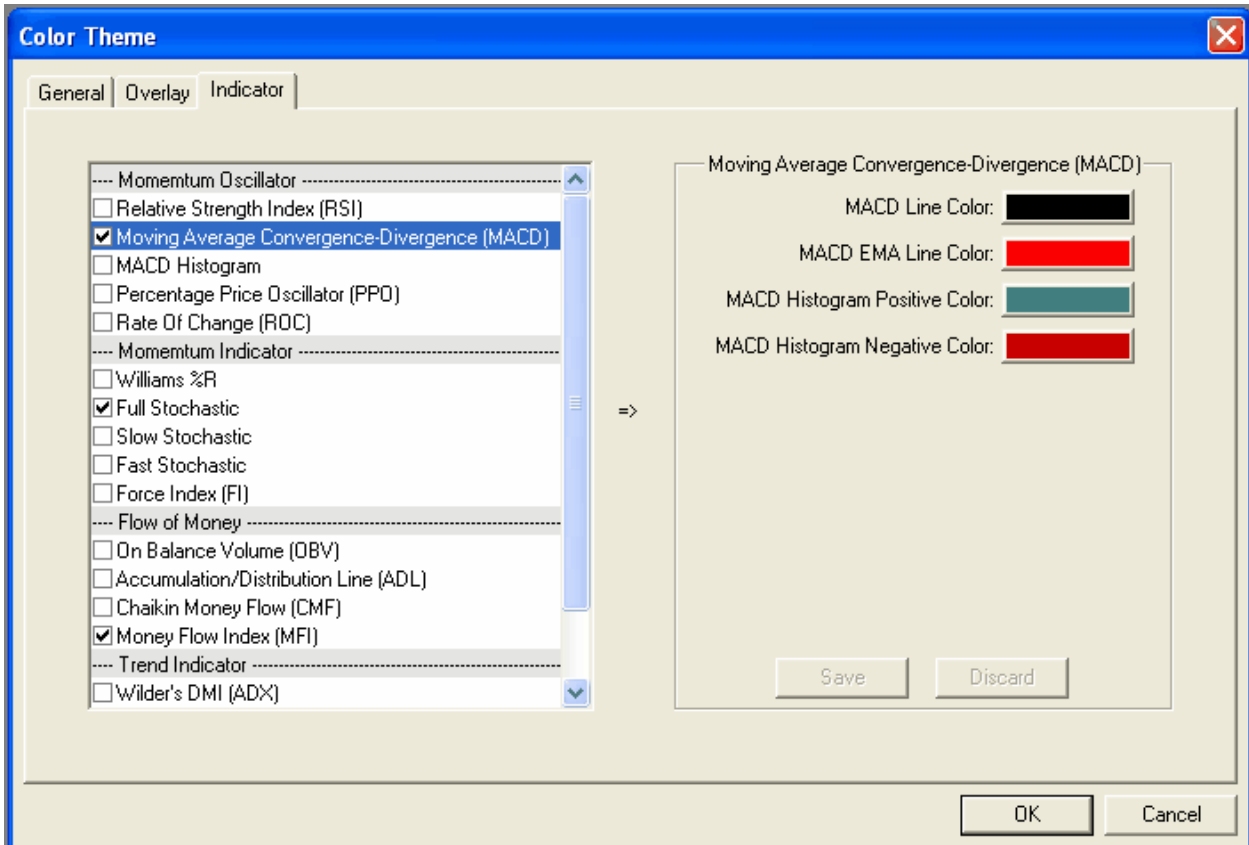 Color Theme
General Overlay Indicator
---- Momemtum Oscillator ----
Relative Strength Index (RSI)
Moving Average Convergence-Divergence (MACD)
MACD Histogram
Percentage Price Oscillator (PPO)
Rate Of Change (ROC)
---- Momemtum Indicator ----
Williams %R
Full Stochastic
Slow Stochastic
Fast Stochastic
Force Index (FI)
---- Flow of Money ----
On Balance Volume (OBV)
Accumulation/Distribution Line (ADL)
Chaikin Money Flow (CMF)
Money Flow Index (MFI)
---- Trend Indicator ----
Wilder's DMI (ADX)
=>
Moving Average Convergence-Divergence (MACD)
MACD Line Color:
MACD EMA Line Color:
MACD Histogram Positive Color:
MACD Histogram Negative Color:
Save Discard
OK Cancel